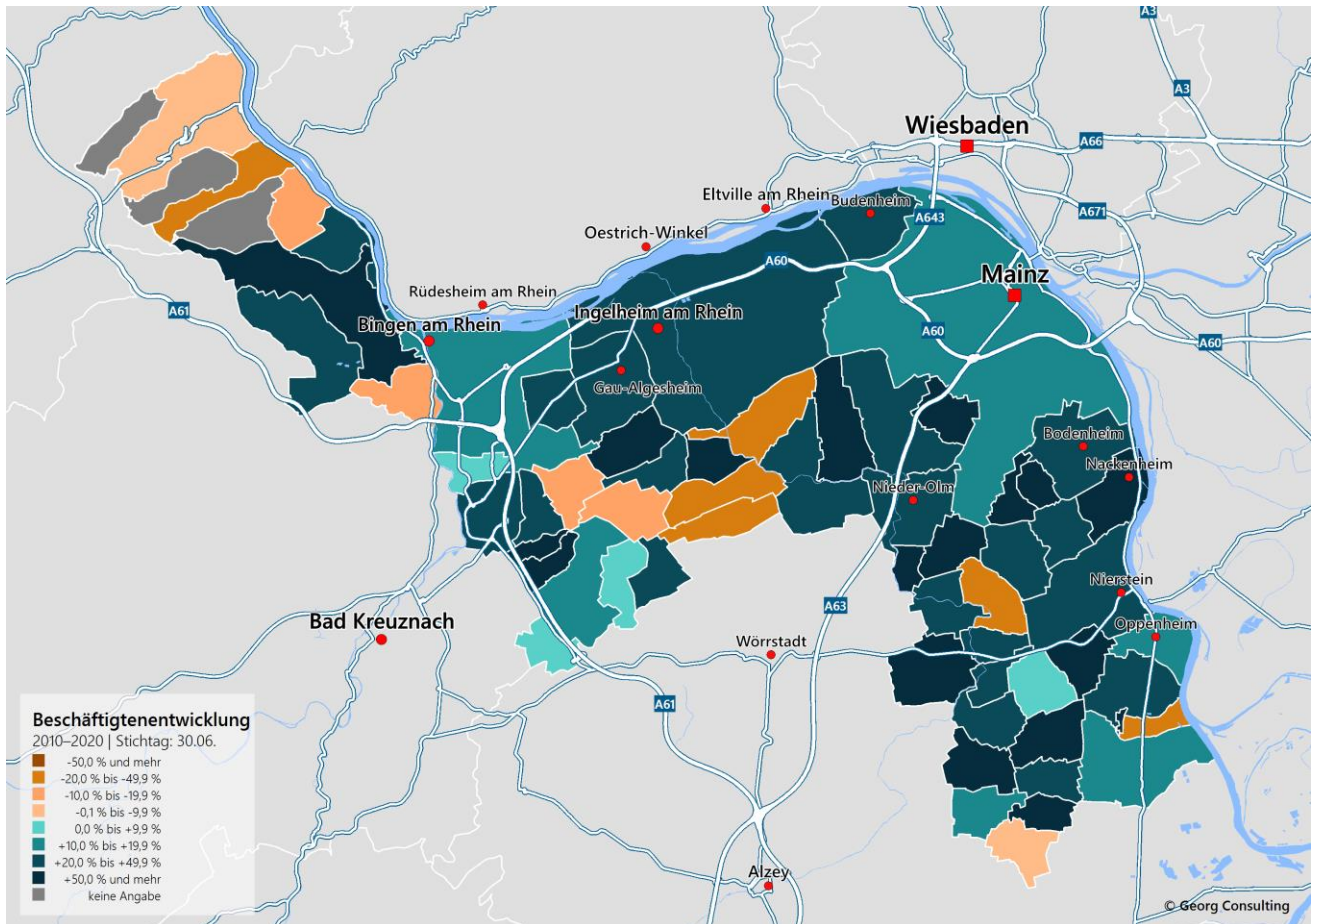 A3
A3
Wiesbaden
A66
Eltville am Rhein
Budenheim
A671
A643
Oestrich-Winkel
A60
Mainz
Rüdesheim am Rhein
A61
Ingelheim am Rhein
Bingen am Rhein
A60
A60
Gau-Algesheim
Bodenheim
Nackenheim
Nieder-Olm
Nierstein
A63
Bad Kreuznach
Oppenheim
Wörrstadt
A61
Beschäftigtenentwicklung
2010–2020 | Stichtag: 30.06.
-50,0 % und mehr
-20,0 % bis -49,9 %
-10,0 % bis -19,9 %
-0,1 % bis -9,9 %
0,0 % bis +9,9 %
+10,0 % bis +19,9 %
+20,0 % bis +49,9 %
+50,0 % und mehr
keine Angabe
Alzey
© Georg Consulting